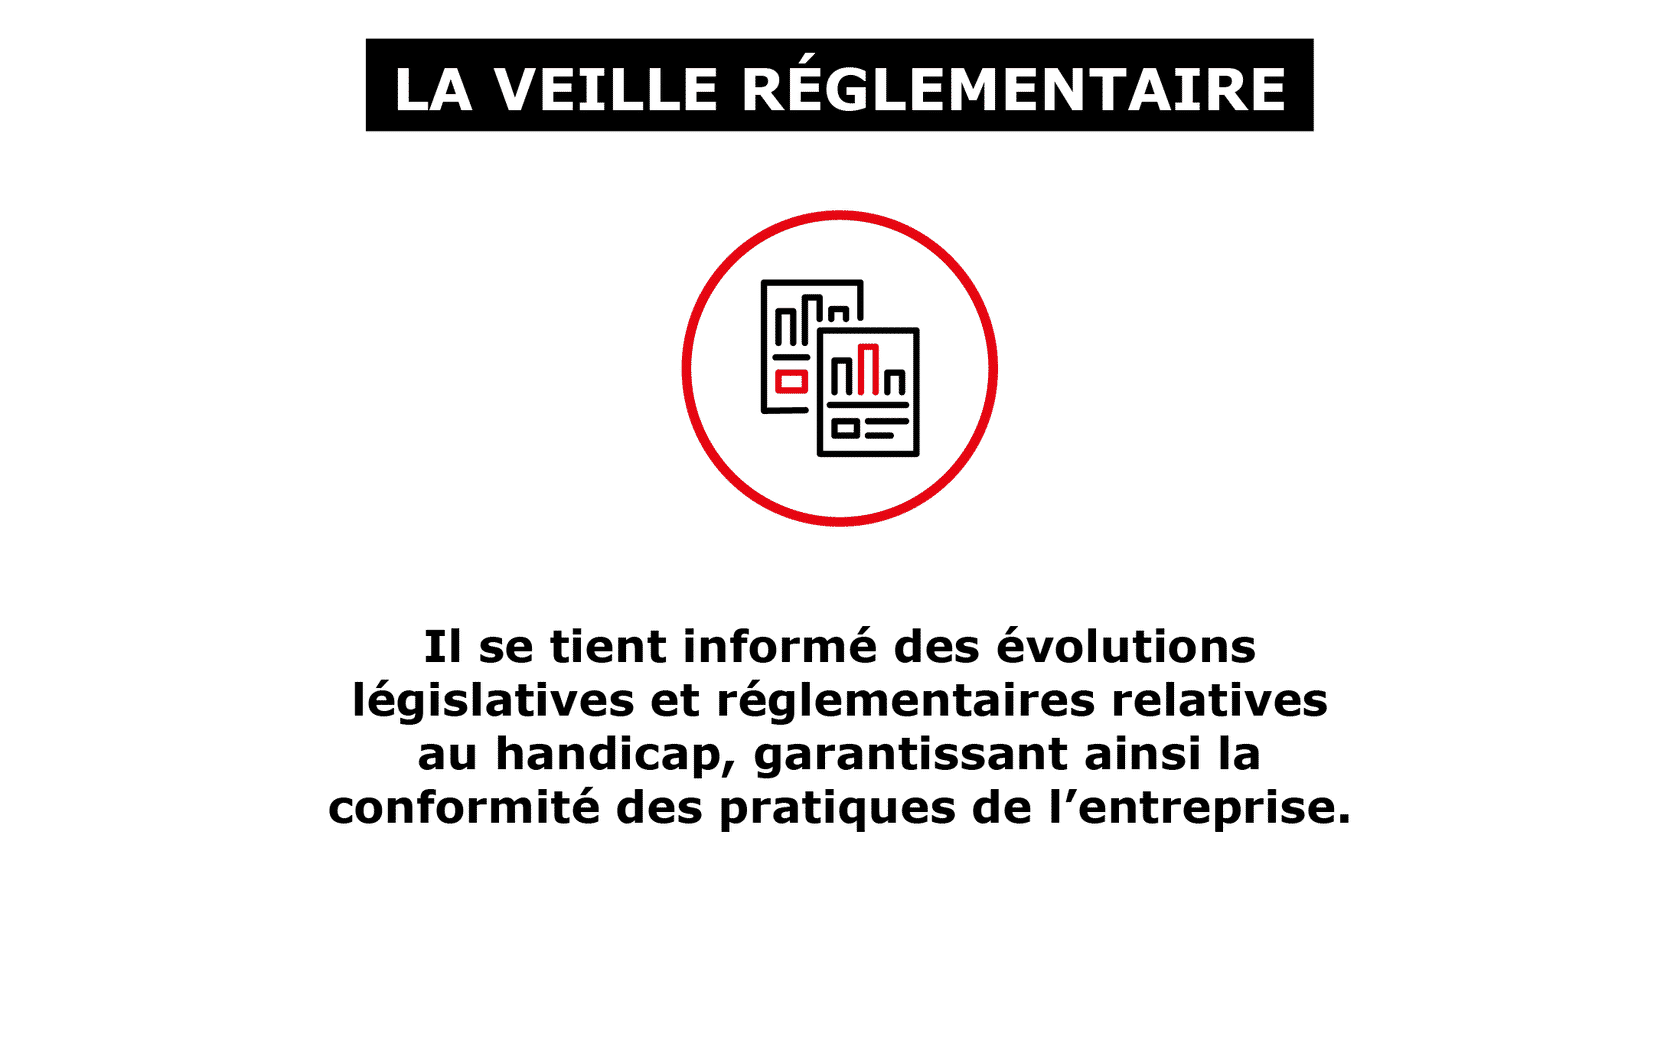 LA VEILLE RÉGLEMENTAIRE
Il se tient informé des évolutions
législatives et réglementaires relatives
au handicap, garantissant ainsi la
conformité des pratiques de l’entreprise.